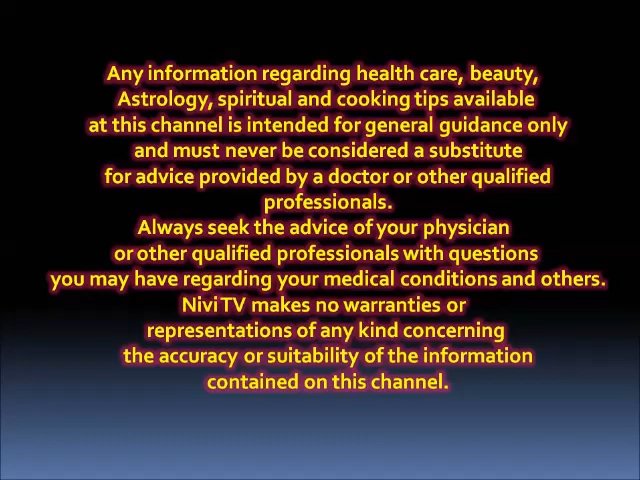 Any information regarding health care, beauty,
Astrology, spiritual and cooking tips available
at this channel is intended for general guidance only
and must never be considered a substitute
for advice provided by a doctor or other qualified
professionals.
Always seek the advice of your physician
or other qualified professionals with questions
you may have regarding your medical conditions and others.
Nivi TV makes no warranties or
representations of any kind concerning
the accuracy or suitability of the information
contained on this channel.